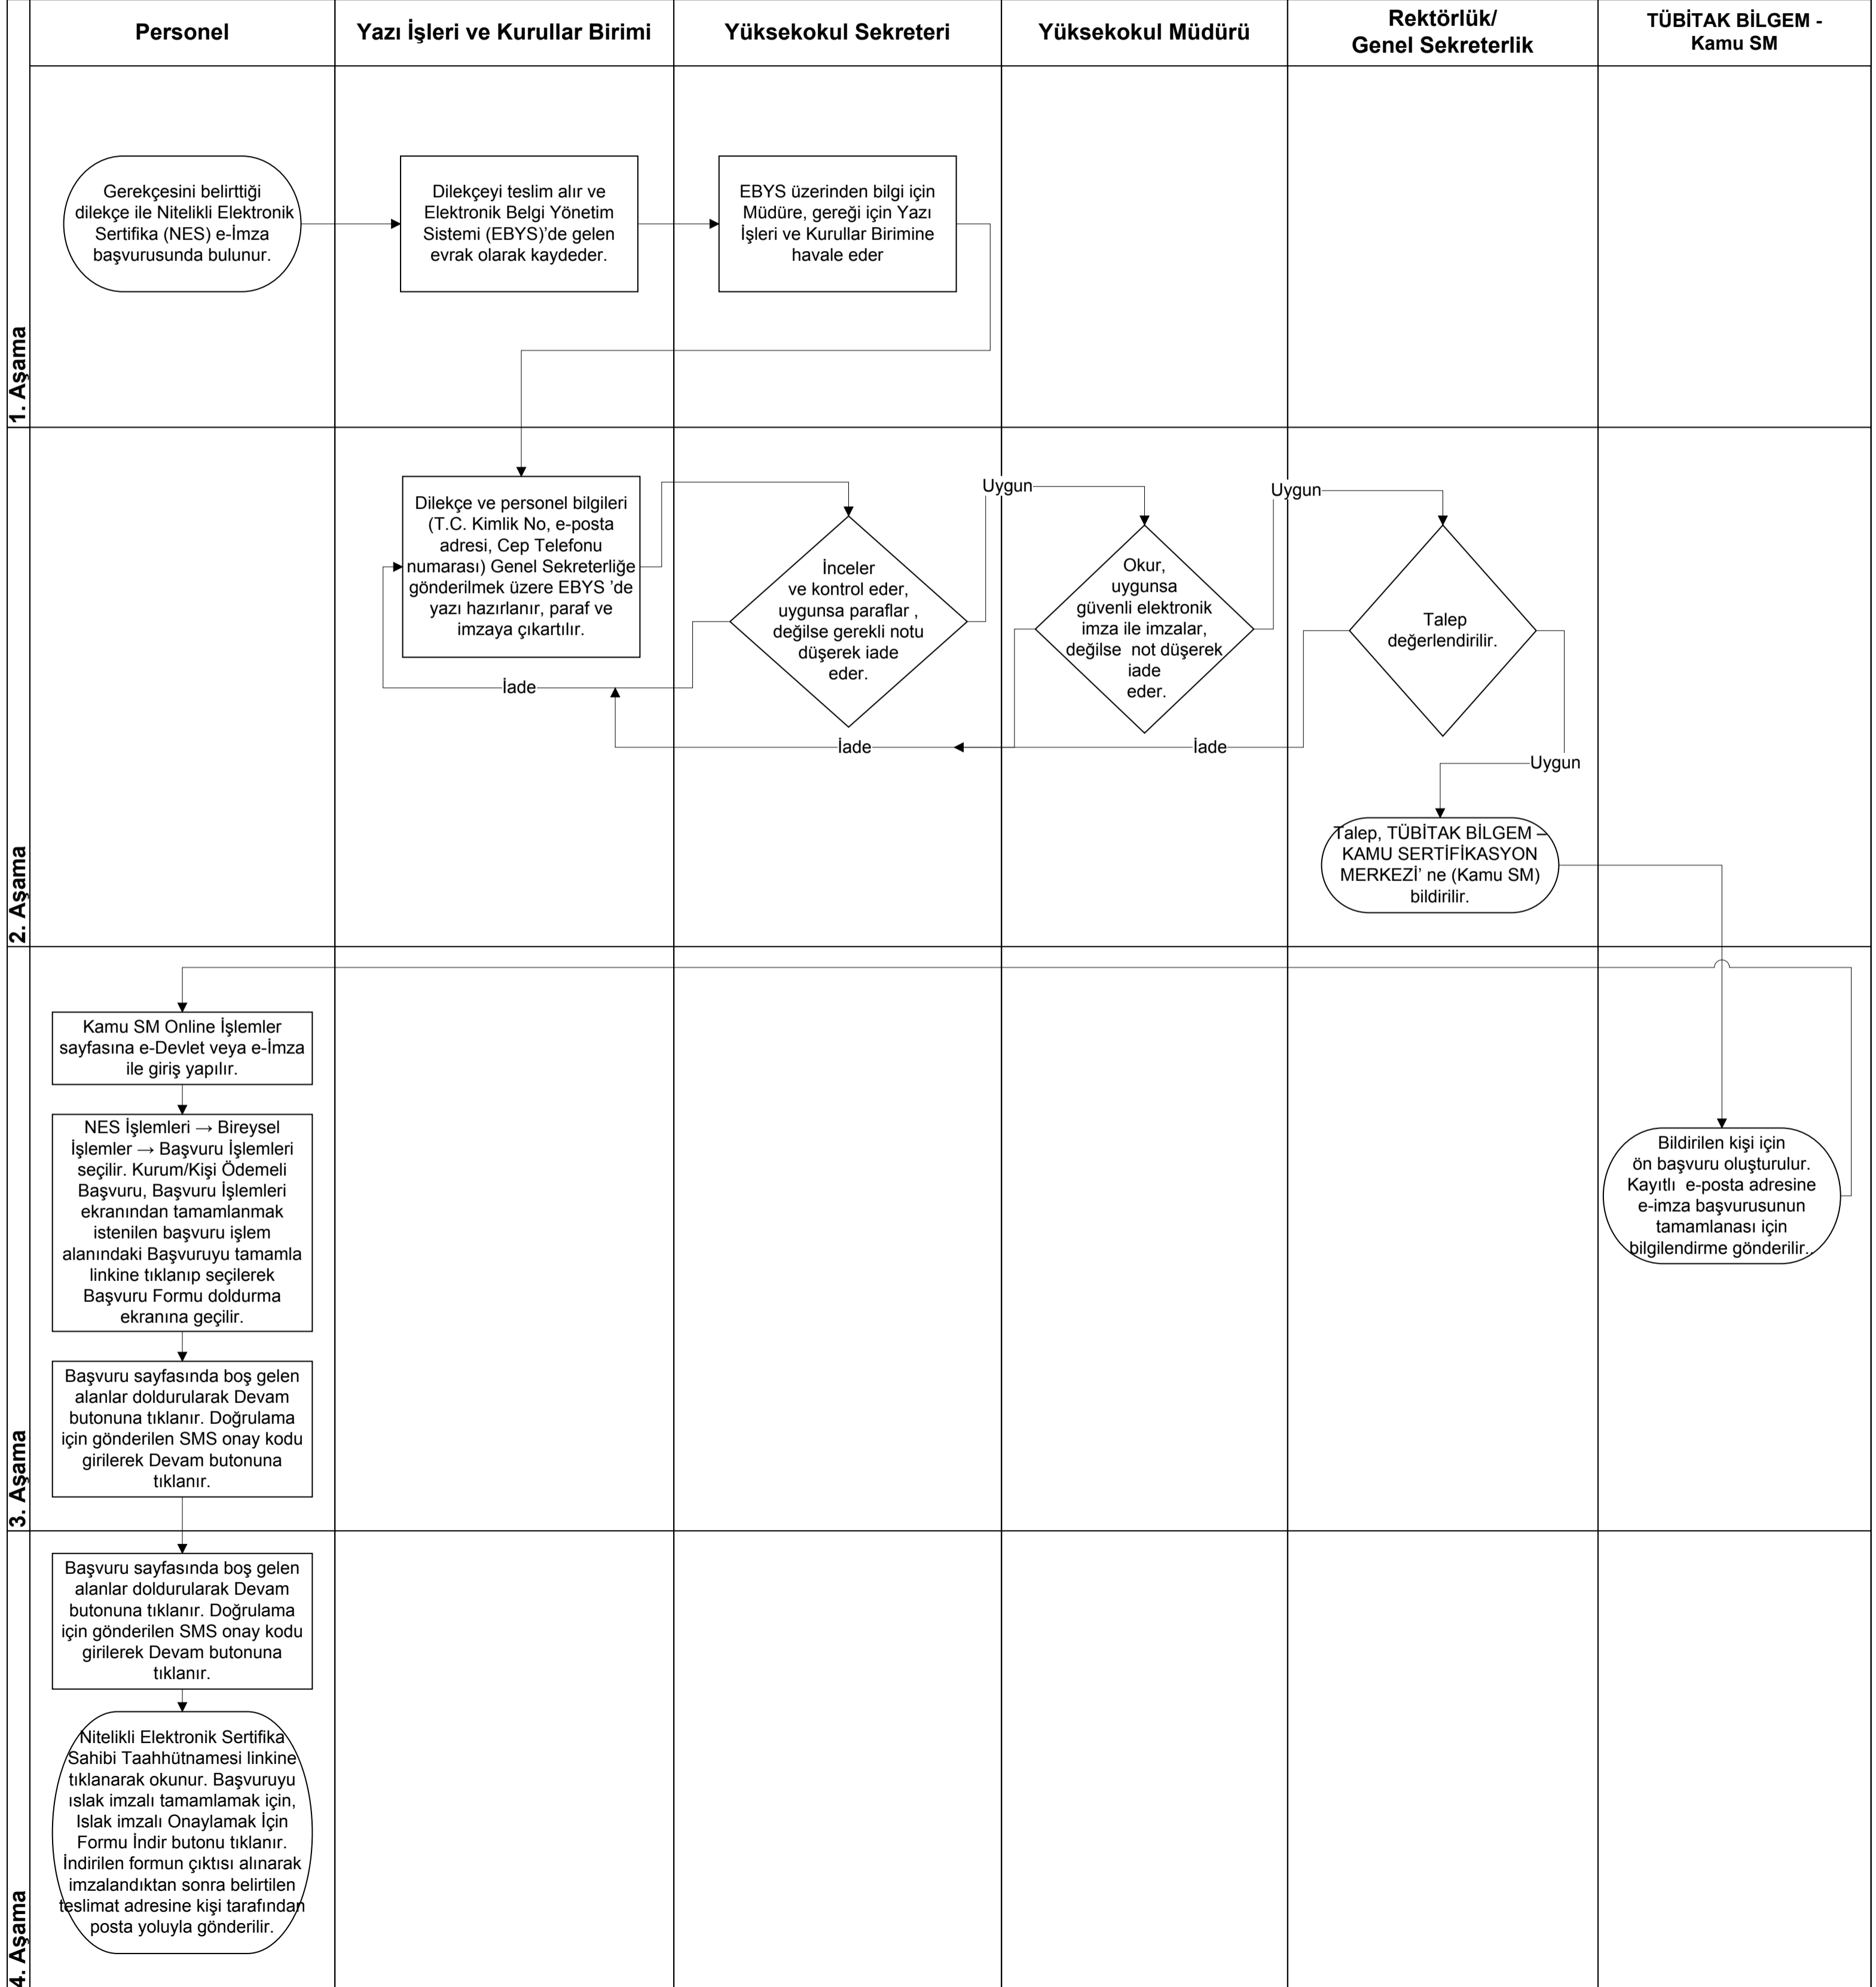 Personel
Yazı İşleri ve Kurullar Birimi
Yüksekokul Sekreteri
Yüksekokul Müdürü
Rektörlük/
Genel Sekreterlik
TÜBİTAK BİLGEM -
Kamu SM
1. Aşama
Gerekçesini belirttiği
dilekçe ile Nitelikli Elektronik
Sertifika (NES) e-İmza
başvurusunda bulunur.
Dilekçeyi teslim alır ve
Elektronik Belgi Yönetim
Sistemi (EBYS)’de gelen
evrak olarak kaydeder.
EBYS üzerinden bilgi için
Müdüre, gereği için Yazı
İşleri ve Kurullar Birimine
havale eder
2. Aşama
Dilekçe ve personel bilgileri
(T.C. Kimlik No, e-posta
adresi, Cep Telefonu
numarası) Genel Sekreterliğe
gönderilmek üzere EBYS ’de
yazı hazırlanır, paraf ve
imzaya çıkartılır.
İade
İnceler
ve kontrol eder,
uygunsa paraflar ,
değilse gerekli notu
düşerek iade
eder.
Uygun
İade
Okur,
uygunsa
güvenli elektronik
imza ile imzalar,
değilse  not düşerek
iade
eder.
Uygun
İade
Talep
değerlendirilir.
Uygun
Talep, TÜBİTAK BİLGEM –
KAMU SERTİFİKASYON
MERKEZİ’ ne (Kamu SM)
bildirilir.
3. Aşama
Bildirilen kişi için
ön başvuru oluşturulur.
Kayıtlı  e-posta adresine
e-imza başvurusunun
tamamlanası için
bilgilendirme gönderilir..
Kamu SM Online İşlemler
sayfasına e-Devlet veya e-İmza
ile giriş yapılır.
NES İşlemleri → Bireysel
İşlemler → Başvuru İşlemleri
seçilir. Kurum/Kişi Ödemeli
Başvuru, Başvuru İşlemleri
ekranından tamamlanmak
istenilen başvuru işlem
alanındaki Başvuruyu tamamla
linkine tıklanıp seçilerek
Başvuru Formu doldurma
ekranına geçilir.
Başvuru sayfasında boş gelen
alanlar doldurularak Devam
butonuna tıklanır. Doğrulama
için gönderilen SMS onay kodu
girilerek Devam butonuna
tıklanır.
4. Aşama
Başvuru sayfasında boş gelen
alanlar doldurularak Devam
butonuna tıklanır. Doğrulama
için gönderilen SMS onay kodu
girilerek Devam butonuna
tıklanır.
Nitelikli Elektronik Sertifika
Sahibi Taahhütnamesi linkine
tıklanarak okunur. Başvuruyu
ıslak imzalı tamamlamak için,
Islak imzalı Onaylamak İçin
Formu İndir butonu tıklanır.
İndirilen formun çıktısı alınarak
imzalandıktan sonra belirtilen
teslimat adresine kişi tarafından
posta yoluyla gönderilir.